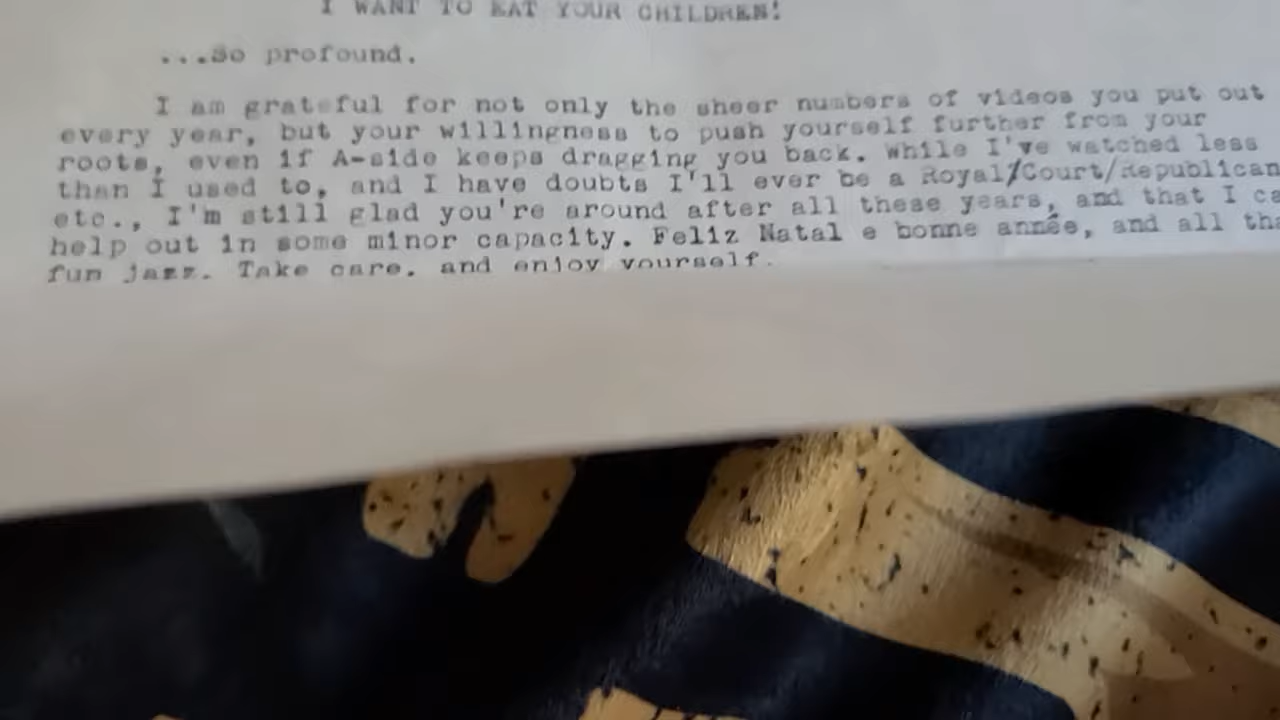 I WANT TO EAT YOUR CHILDREN!
...So profound.
I am grateful for not only the sheer numbers of videos you put out
every year, but your willingness to push yourself further from your
roots, even if A-side keeps dragging you back. While I've watched less
than I used to, and I have doubts I'll ever be a Royal/Court/Republican
etc., I'm still glad you're around after all these years, and that I ca
help out in some minor capacity. Feliz Natal e bonne année, and all tha
fun jazz. Take care, and enjoy yourself.